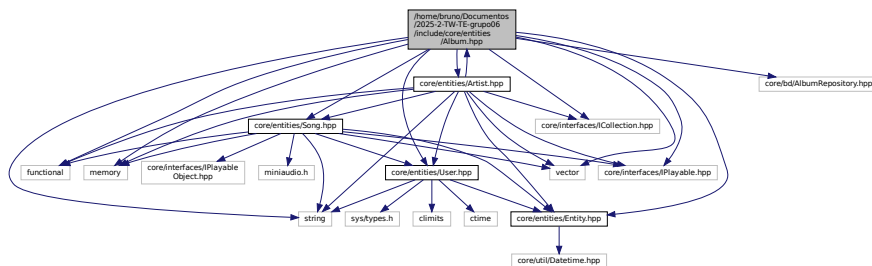 /home/bruno/Documentos
/2025-2-TW-TE-grupo06
/include/core/entities
/Album.hpp
core/entities/Artist.hpp
core/bd/AlbumRepository.hpp
core/entities/Song.hpp
core/interfaces/ICollection.hpp
functional
memory
core/interfaces/IPlayable
Object.hpp
miniaudio.h
core/entities/User.hpp
vector
core/interfaces/IPlayable.hpp
string
sys/types.h
climits
ctime
core/entities/Entity.hpp
core/util/Datetime.hpp